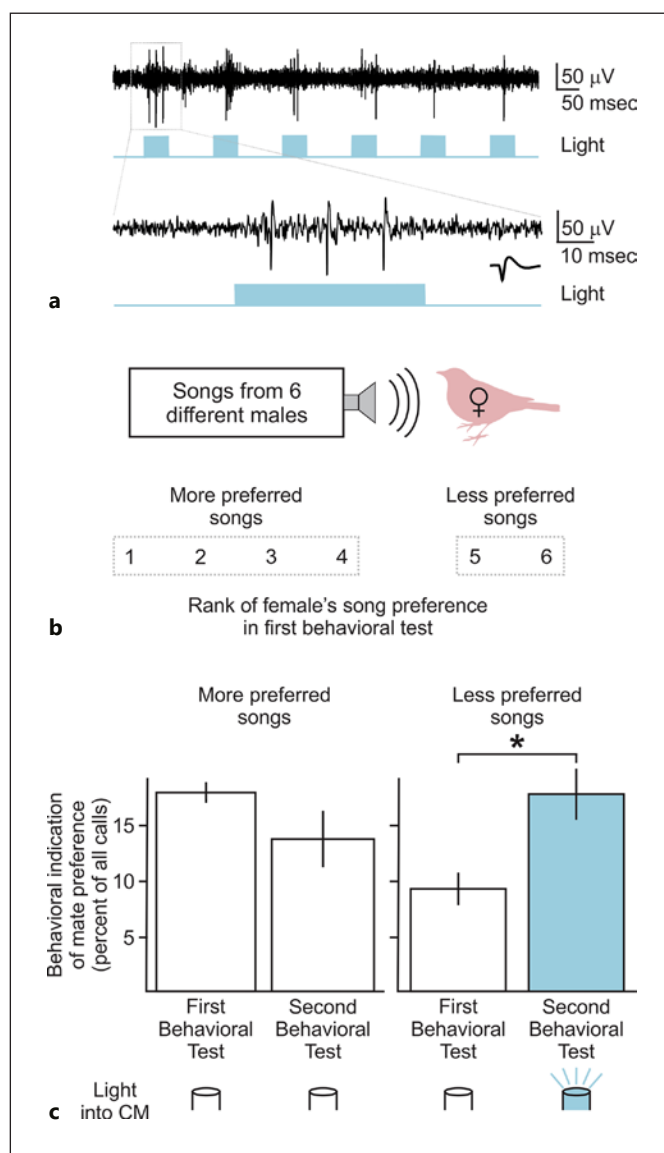 50 μV
50 msec
Light
50 μV
10 msec
Light
a
Songs from 6
different males
♀
More preferred
songs
Less preferred
songs
1 2 3 4 5 6
Rank of female's song preference
in first behavioral test
b
More preferred
songs
Less preferred
songs
*
Behavioral indication
of mate preference
(percent of all calls)
15
10
5
First
Behavioral
Test
Second
Behavioral
Test
First
Behavioral
Test
Second
Behavioral
Test
Light
into CM
c